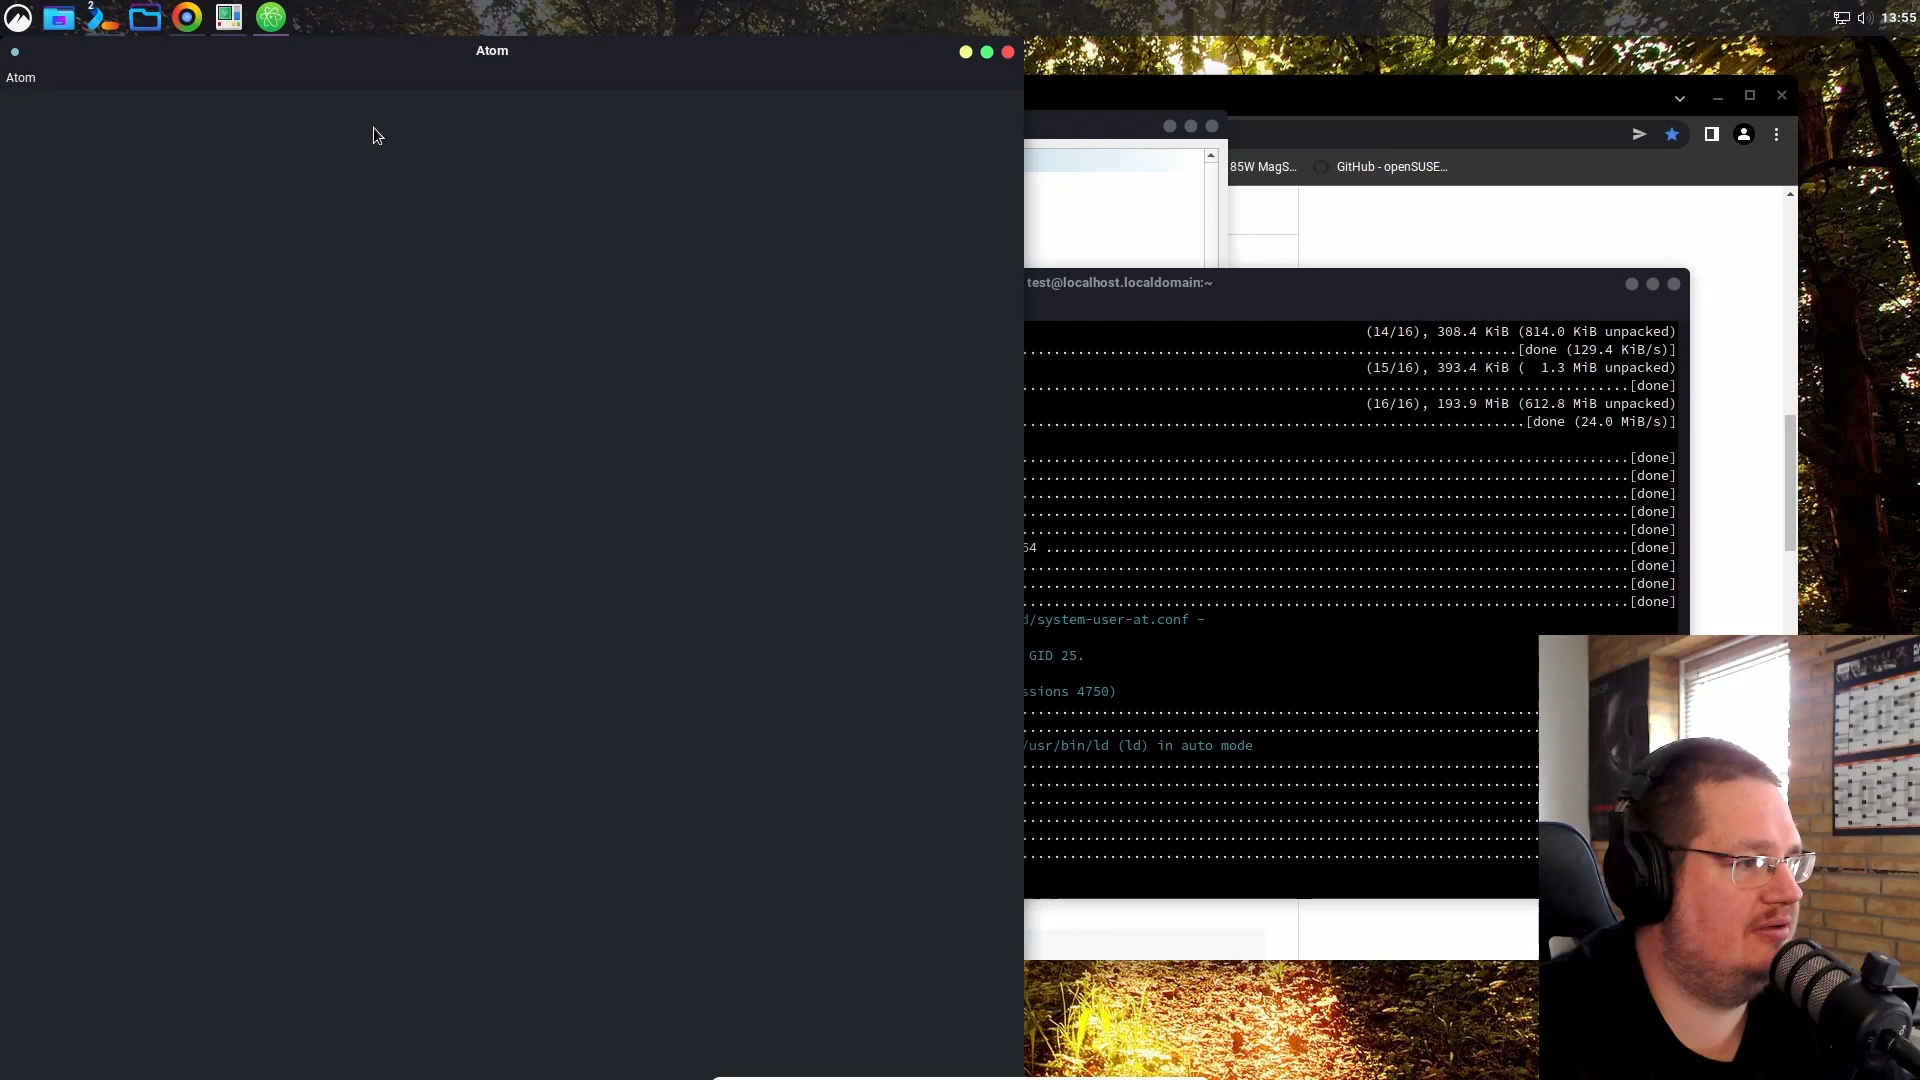 2
13:55
Atom
Atom
85W MagS...
GitHub - openSUSE...
test@localhost.localdomain:~
(14/16), 308.4 KiB (814.0 KiB unpacked)
[done (129.4 KiB/s)]
(15/16), 393.4 KiB (  1.3 MiB unpacked)
[done]
(16/16), 193.9 MiB (612.8 MiB unpacked)
[done (24.0 MiB/s)]
[done]
[done]
[done]
[done]
[done]
64 [done]
[done]
[done]
[done]
d/system-user-at.conf -
GID 25.
ssions 4750)
/usr/bin/ld (ld) in auto mode